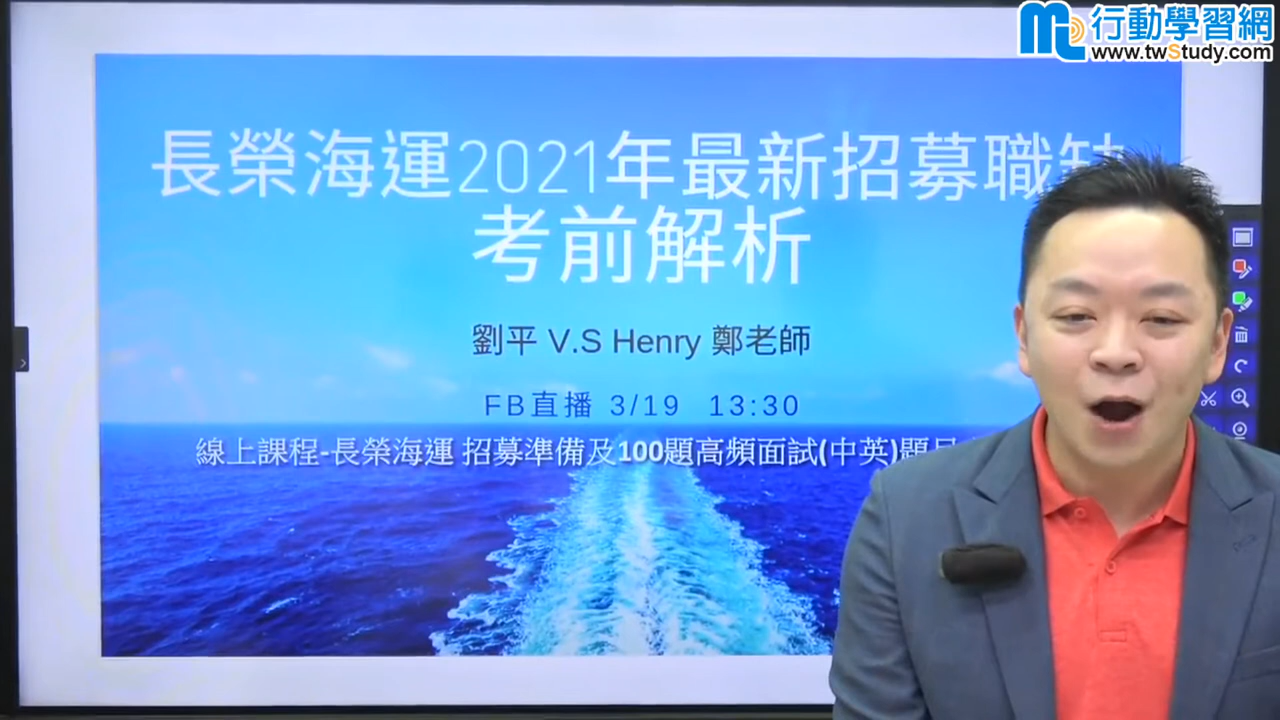 行動學習網
www.twStudy.com
長榮海運2021年最新招募職缺
考前解析
劉平 V.S Henry 鄭老師
FB直播 3/19 13:30
線上課程-長榮海運 招募準備及100題高頻面試(中英)題